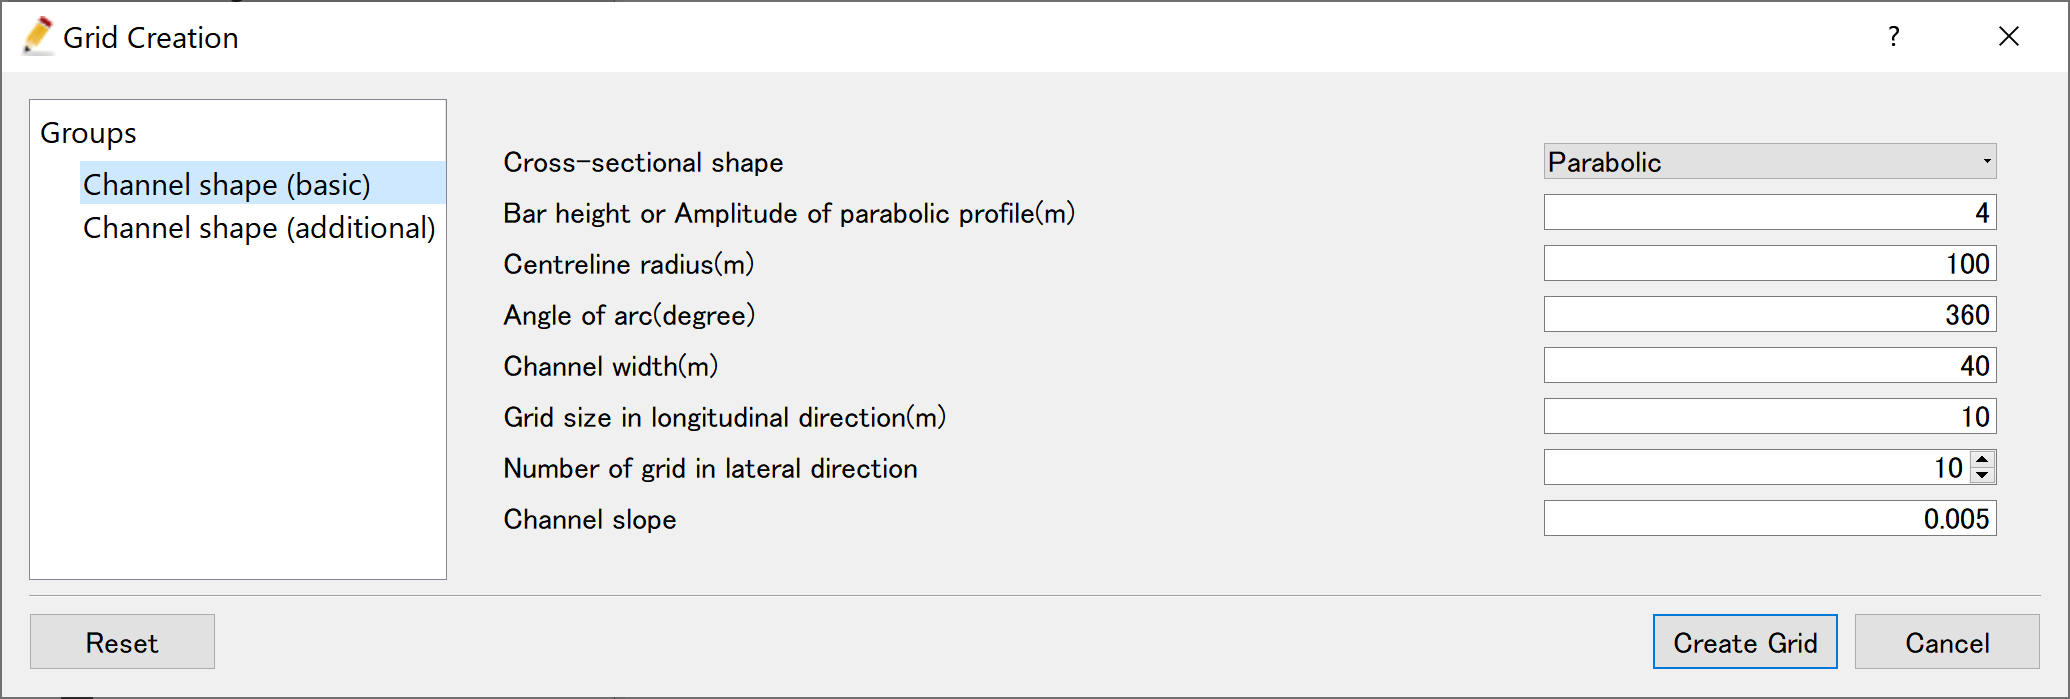 Grid Creation
?
Groups
Channel shape (basic)
Channel shape (additional)
Cross-sectional shape
Parabolic
Bar height or Amplitude of parabolic profile(m)
4
Centreline radius(m)
100
Angle of arc(degree)
360
Channel width(m)
40
Grid size in longitudinal direction(m)
10
Number of grid in lateral direction
10
Channel slope
0.005
Reset
Create Grid
Cancel